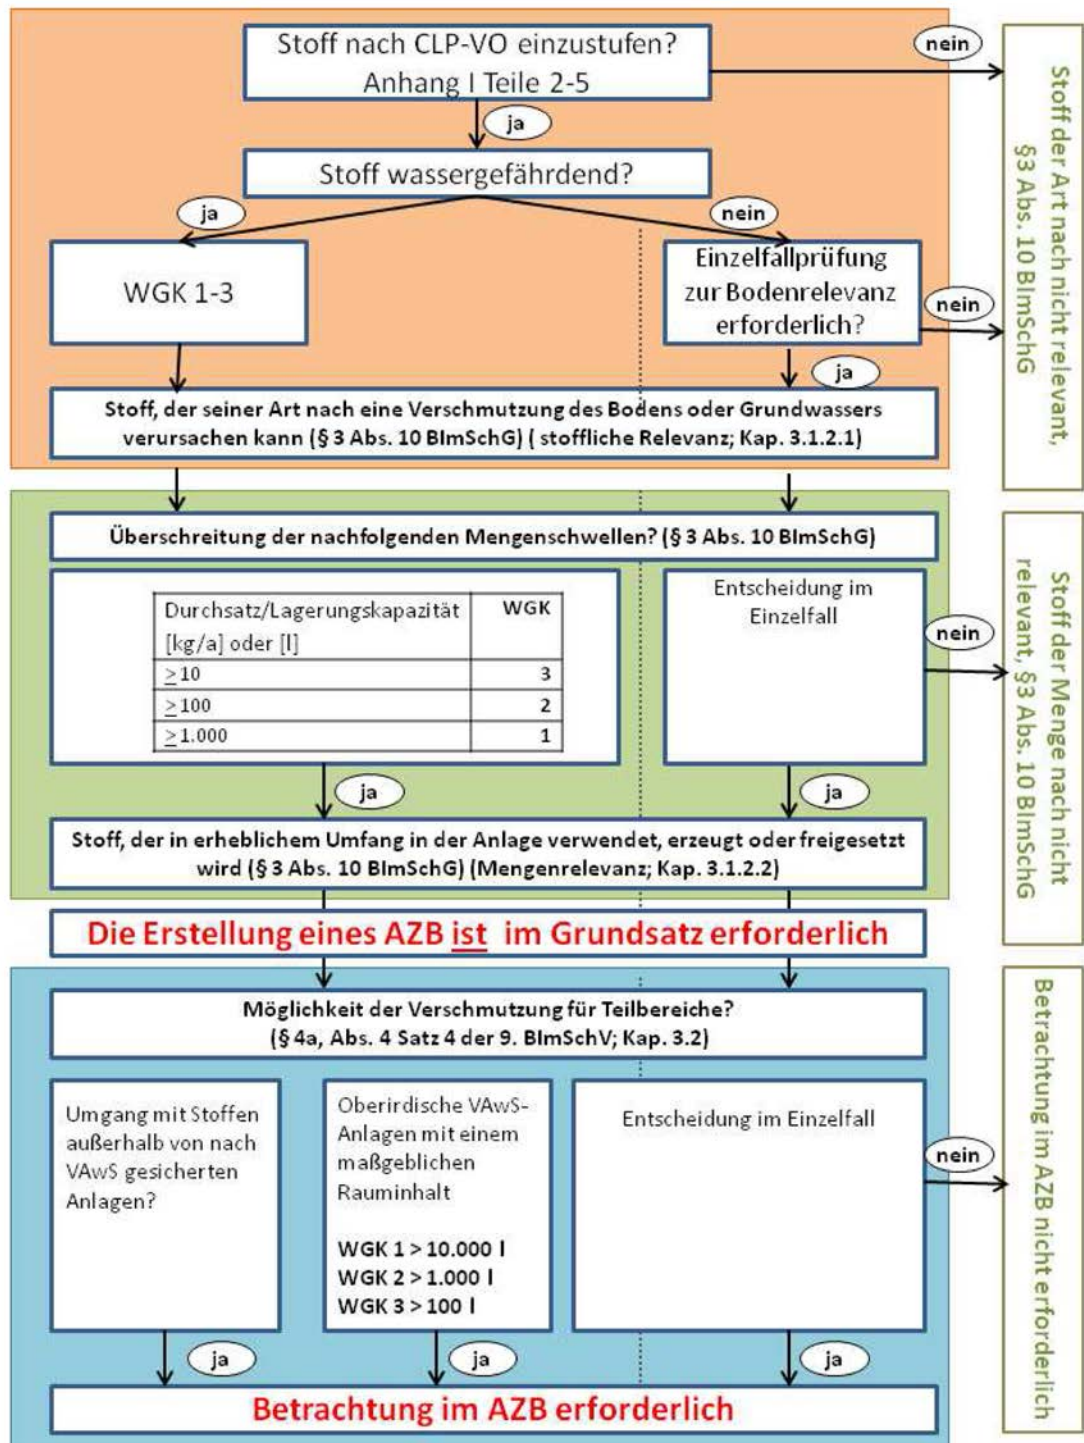 Stoff nach CLP-VO einzustufen?
Anhang I Teile 2-5
nein
ja
Stoff wassergefährdend?
ja
nein
WGK 1-3
Einzelfallprüfung
zur Bodenrelevanz
erforderlich?
nein
ja
Stoff der Art nach nicht relevant,
§3 Abs. 10 BImSchG
Stoff, der seiner Art nach eine Verschmutzung des Bodens oder Grundwassers
verursachen kann (§ 3 Abs. 10 BImSchG) ( stoffliche Relevanz; Kap. 3.1.2.1)
Überschreitung der nachfolgenden Mengenschwellen? (§ 3 Abs. 10 BImSchG)
Durchsatz/Lagerungskapazität WGK
[kg/a] oder [l]
≥10 3
≥100 2
≥1.000 1
Entscheidung im
Einzelfall
nein
ja
ja
Stoff der Menge nach nicht
relevant, §3 Abs. 10 BImSchG
Stoff, der in erheblichem Umfang in der Anlage verwendet, erzeugt oder freigesetzt
wird (§ 3 Abs. 10 BImSchG) (Mengenrelevanz; Kap. 3.1.2.2)
Die Erstellung eines AZB ist im Grundsatz erforderlich
Möglichkeit der Verschmutzung für Teilbereiche?
(§ 4a, Abs. 4 Satz 4 der 9. BImSchV; Kap. 3.2)
Umgang mit Stoffen
außerhalb von nach
VAwS gesicherten
Anlagen?
Oberirdische VAwS-
Anlagen mit einem
maßgeblichen
Rauminhalt
WGK 1 > 10.000 l
WGK 2 > 1.000 l
WGK 3 > 100 l
Entscheidung im Einzelfall
nein
ja
ja
ja
Betrachtung im AZB nicht erforderlich
Betrachtung im AZB erforderlich